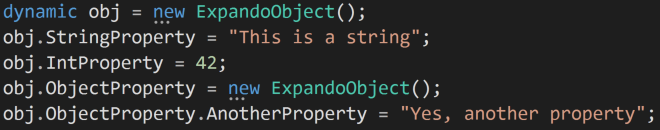 dynamic obj = new ExpandoObject();
obj.StringProperty = "This is a string";
obj.IntProperty = 42;
obj.ObjectProperty = new ExpandoObject();
obj.ObjectProperty.AnotherProperty = "Yes, another property";